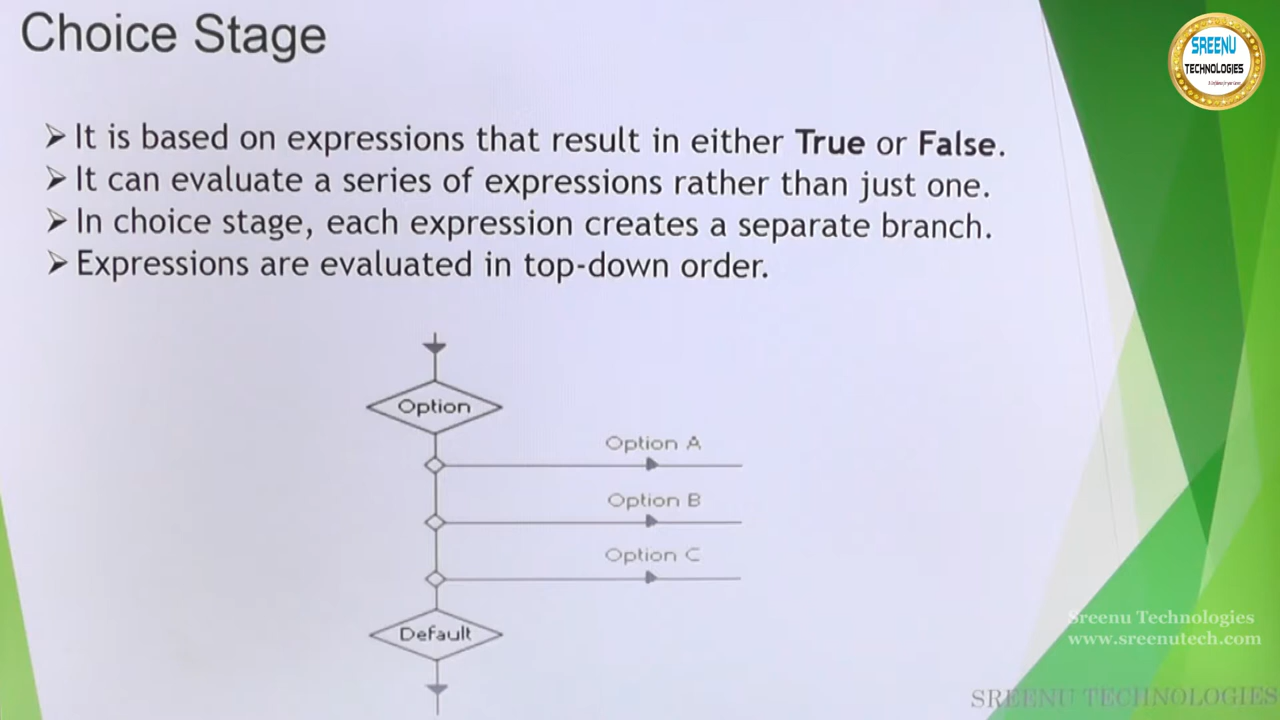 Choice Stage
SREENU
TECHNOLOGIES
It is based on expressions that result in either True or False.
It can evaluate a series of expressions rather than just one.
In choice stage, each expression creates a separate branch.
Expressions are evaluated in top-down order.
Option
Option A
Option B
Option C
Default
Sreenu Technologies
www.sreenutech.com
SREENU TECHNOLOGIES